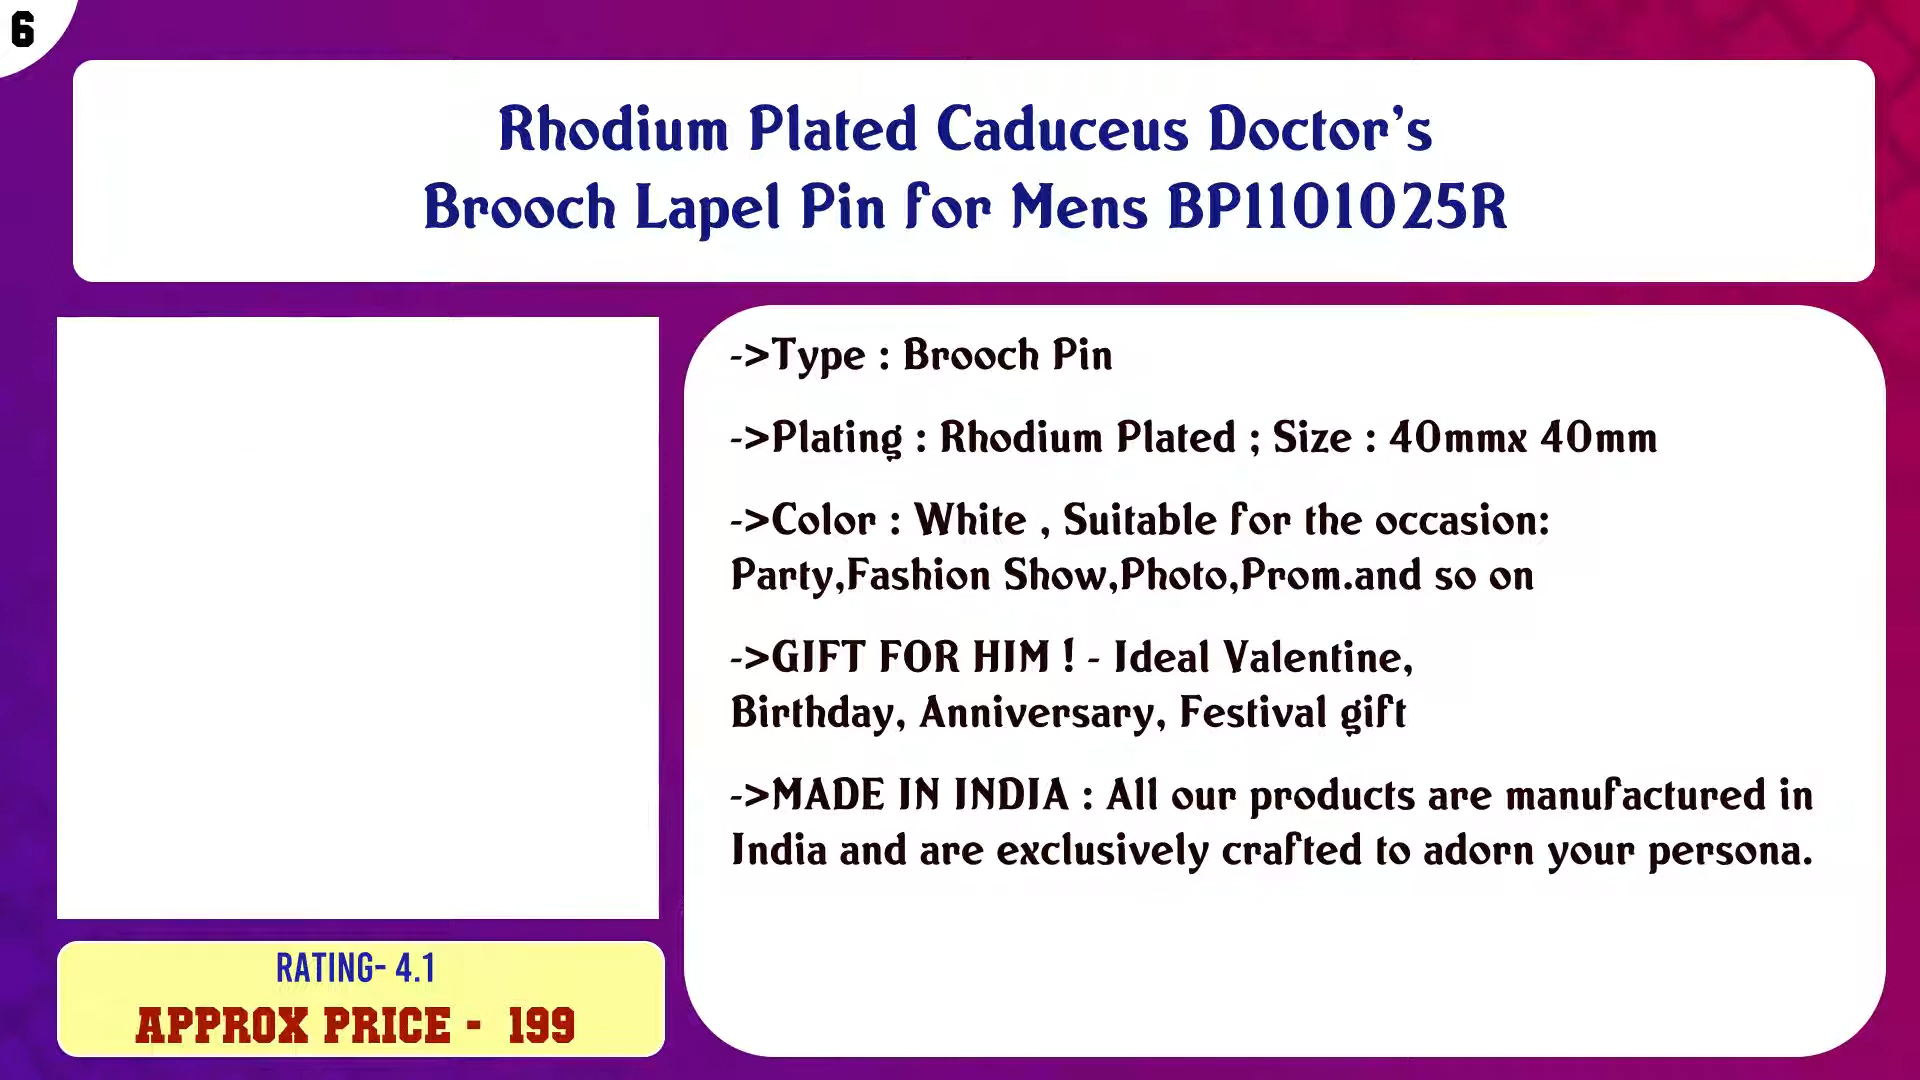 6
Rhodium Plated Caduceus Doctor's
Brooch Lapel Pin for Mens BP1101025R
->Type : Brooch Pin
->Plating : Rhodium Plated ; Size : 40mmx 40mm
->Color : White , Suitable for the occasion:
Party,Fashion Show,Photo,Prom.and so on
->GIFT FOR HIM ! - Ideal Valentine,
Birthday, Anniversary, Festival gift
->MADE IN INDIA : All our products are manufactured in
India and are exclusively crafted to adorn your persona.
RATING- 4.1
APPROX PRICE - 199